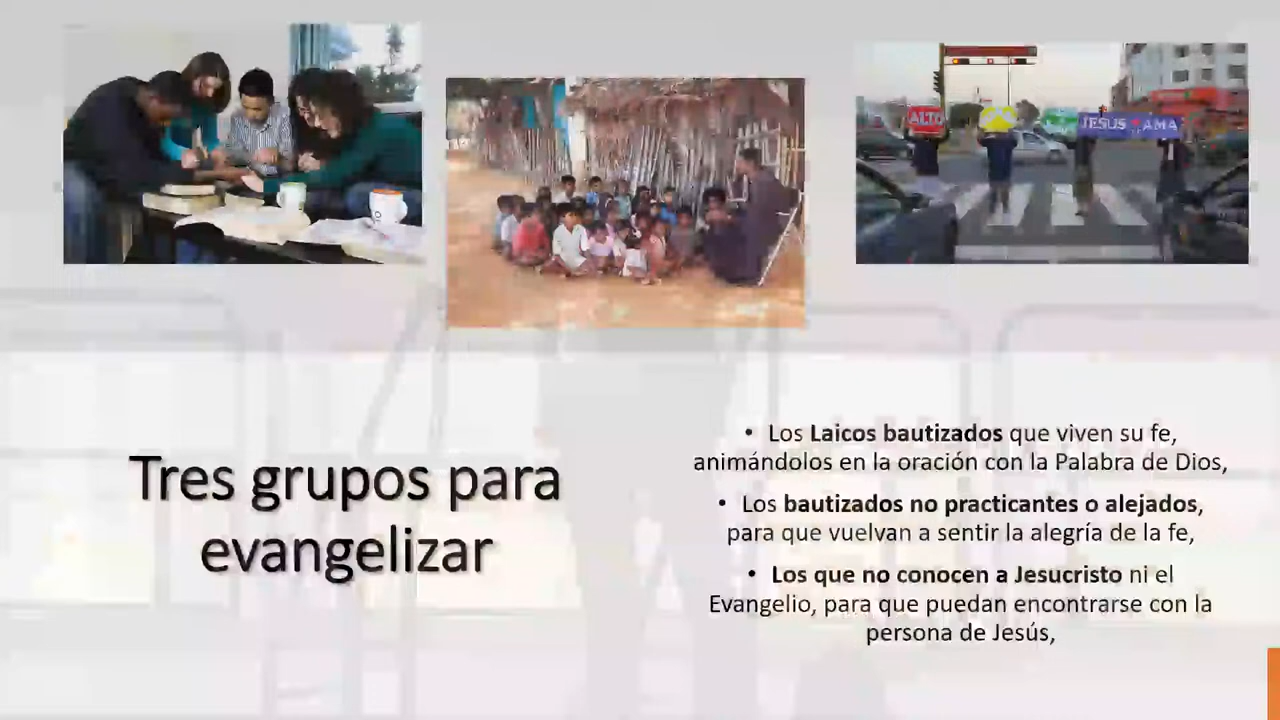 ALTO
JESUS TE AMA
Tres grupos para
evangelizar
• Los Laicos bautizados que viven su fe,
animándolos en la oración con la Palabra de Dios,
• Los bautizados no practicantes o alejados,
para que vuelvan a sentir la alegría de la fe,
• Los que no conocen a Jesucristo ni el
Evangelio, para que puedan encontrarse con la
persona de Jesús,